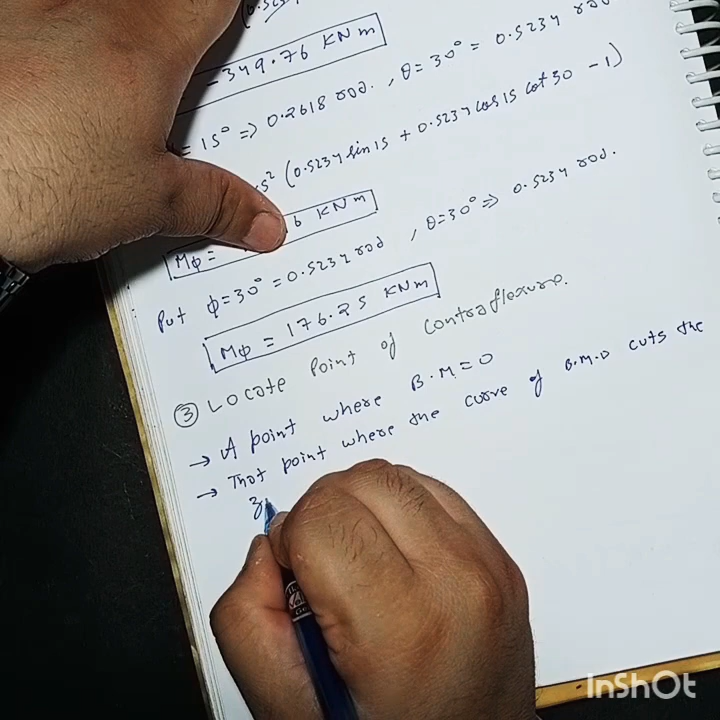 - 349.76 KNm
= 15° => 0.2618 rad. , θ = 30° = 0.5234 rad
.5² (0.5234 sin 15 + 0.5234 cos 15 cot 30 - 1)
Mφ = 6 KNm
Put φ = 30° = 0.5234 rad , θ = 30° => 0.5234 rad.
Mφ = 176.25 KNm
③ Locate Point of contraflexure.
→ A point where B.M = 0
→ That point where the curve of B.M.D cuts the
InShOt